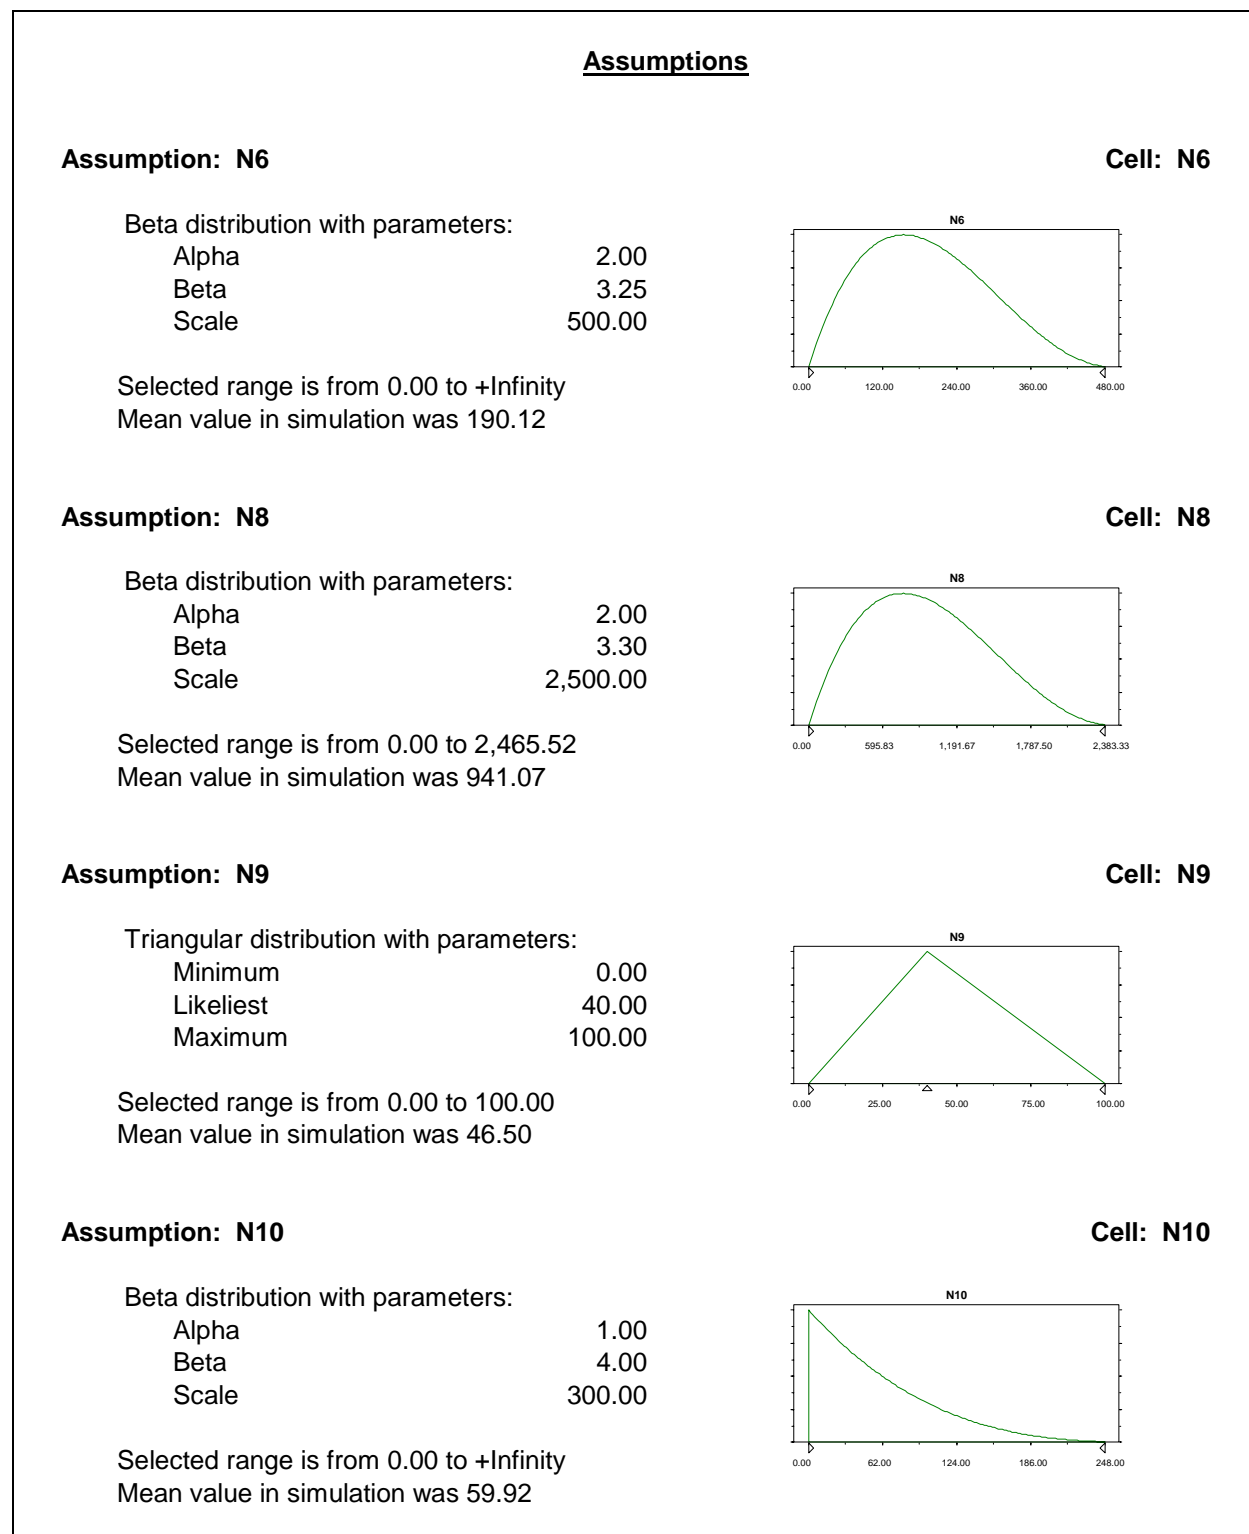 Assumptions
Assumption: N6 Cell: N6
Beta distribution with parameters:
Alpha 2.00
Beta 3.25
Scale 500.00
Selected range is from 0.00 to +Infinity
Mean value in simulation was 190.12
N6
0.00 120.00 240.00 360.00 480.00
Assumption: N8 Cell: N8
Beta distribution with parameters:
Alpha 2.00
Beta 3.30
Scale 2,500.00
Selected range is from 0.00 to 2,465.52
Mean value in simulation was 941.07
N8
0.00 595.83 1,191.67 1,787.50 2,383.33
Assumption: N9 Cell: N9
Triangular distribution with parameters:
Minimum 0.00
Likeliest 40.00
Maximum 100.00
Selected range is from 0.00 to 100.00
Mean value in simulation was 46.50
N9
0.00 25.00 50.00 75.00 100.00
Assumption: N10 Cell: N10
Beta distribution with parameters:
Alpha 1.00
Beta 4.00
Scale 300.00
Selected range is from 0.00 to +Infinity
Mean value in simulation was 59.92
N10
0.00 62.00 124.00 186.00 248.00